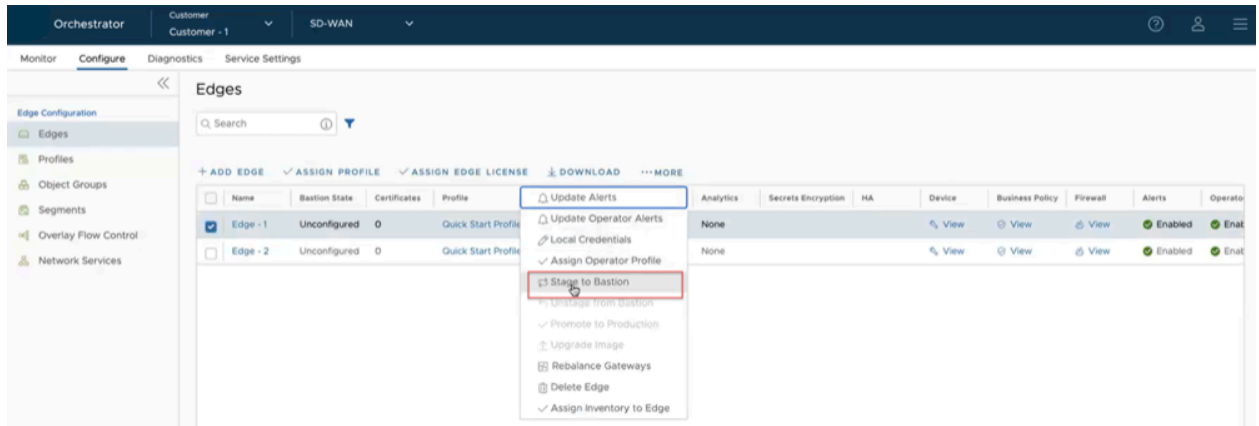 Orchestrator
Customer
Customer - 1
SD-WAN
Monitor Configure Diagnostics Service Settings
Edge Configuration
Edges
Profiles
Object Groups
Segments
Overlay Flow Control
Network Services
Edges
Search
+ ADD EDGE ASSIGN PROFILE ASSIGN EDGE LICENSE DOWNLOAD ···MORE
Name Bastion State Certificates Profile Analytics Secrets Encryption HA Device Business Policy Firewall Alerts Operato
Edge - 1 Unconfigured 0 Quick Start Profile None View View View Enabled Enab
Edge - 2 Unconfigured 0 Quick Start Profile None View View View Enabled Enab
Update Alerts
Update Operator Alerts
Local Credentials
Assign Operator Profile
Stage to Bastion
Unstage from Bastion
Promote to Production
Upgrade Image
Rebalance Gateways
Delete Edge
Assign Inventory to Edge